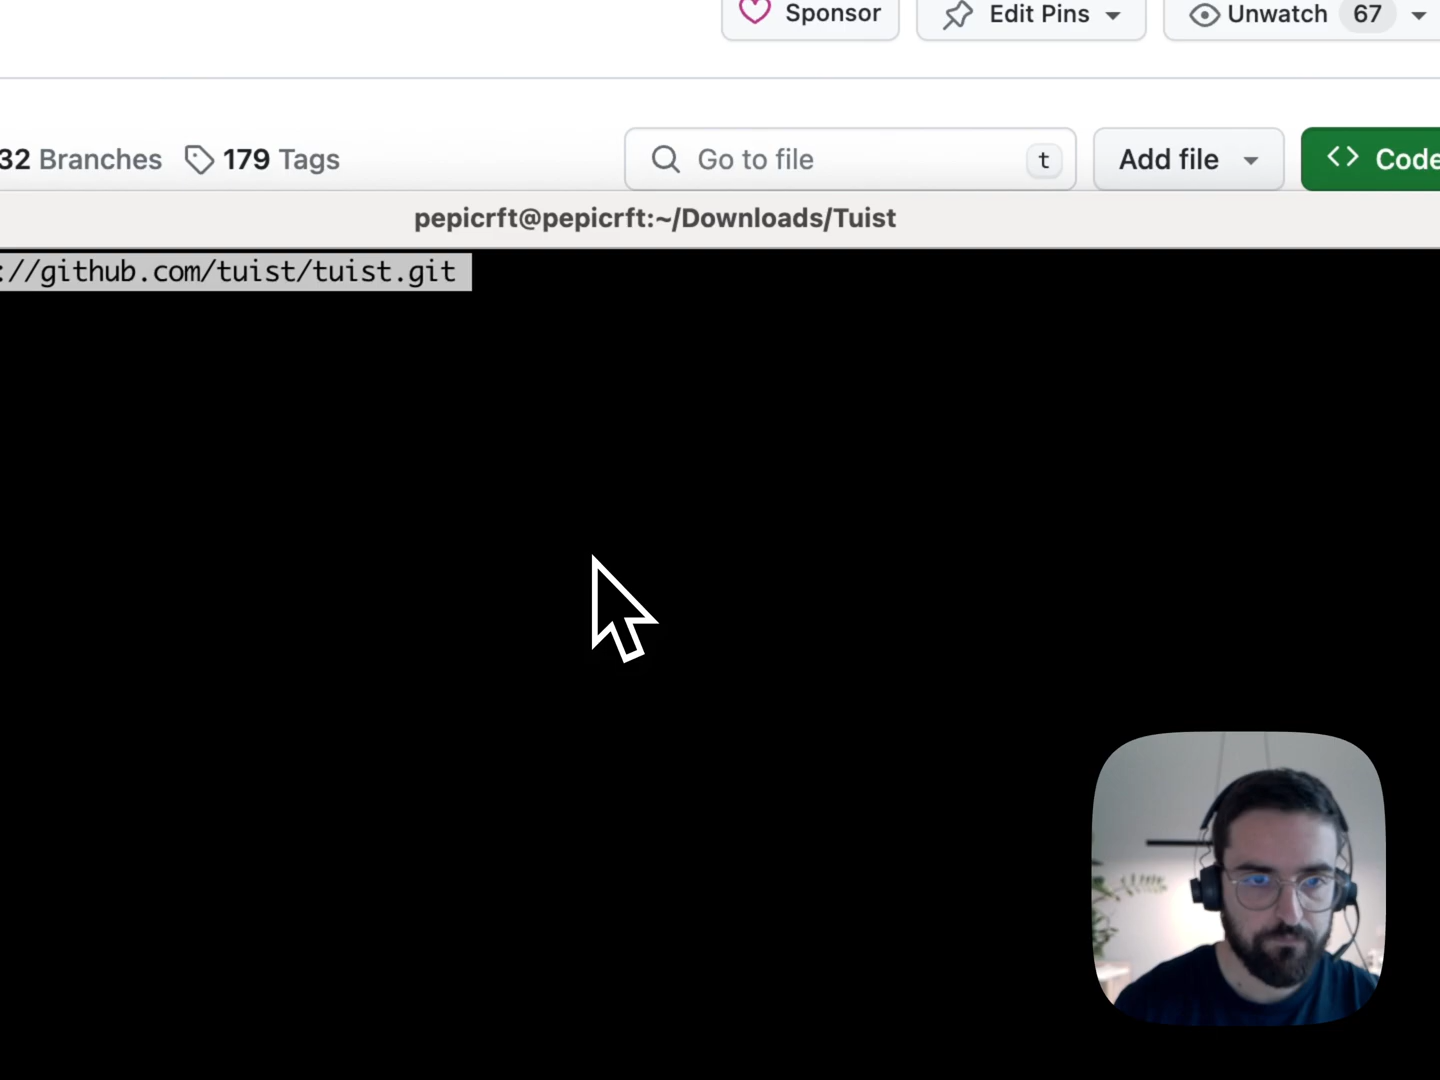 Sponsor Edit Pins Unwatch 67
32 Branches 179 Tags Go to file t Add file Code
pepicrft@pepicrft:~/Downloads/Tuist
://github.com/tuist/tuist.git